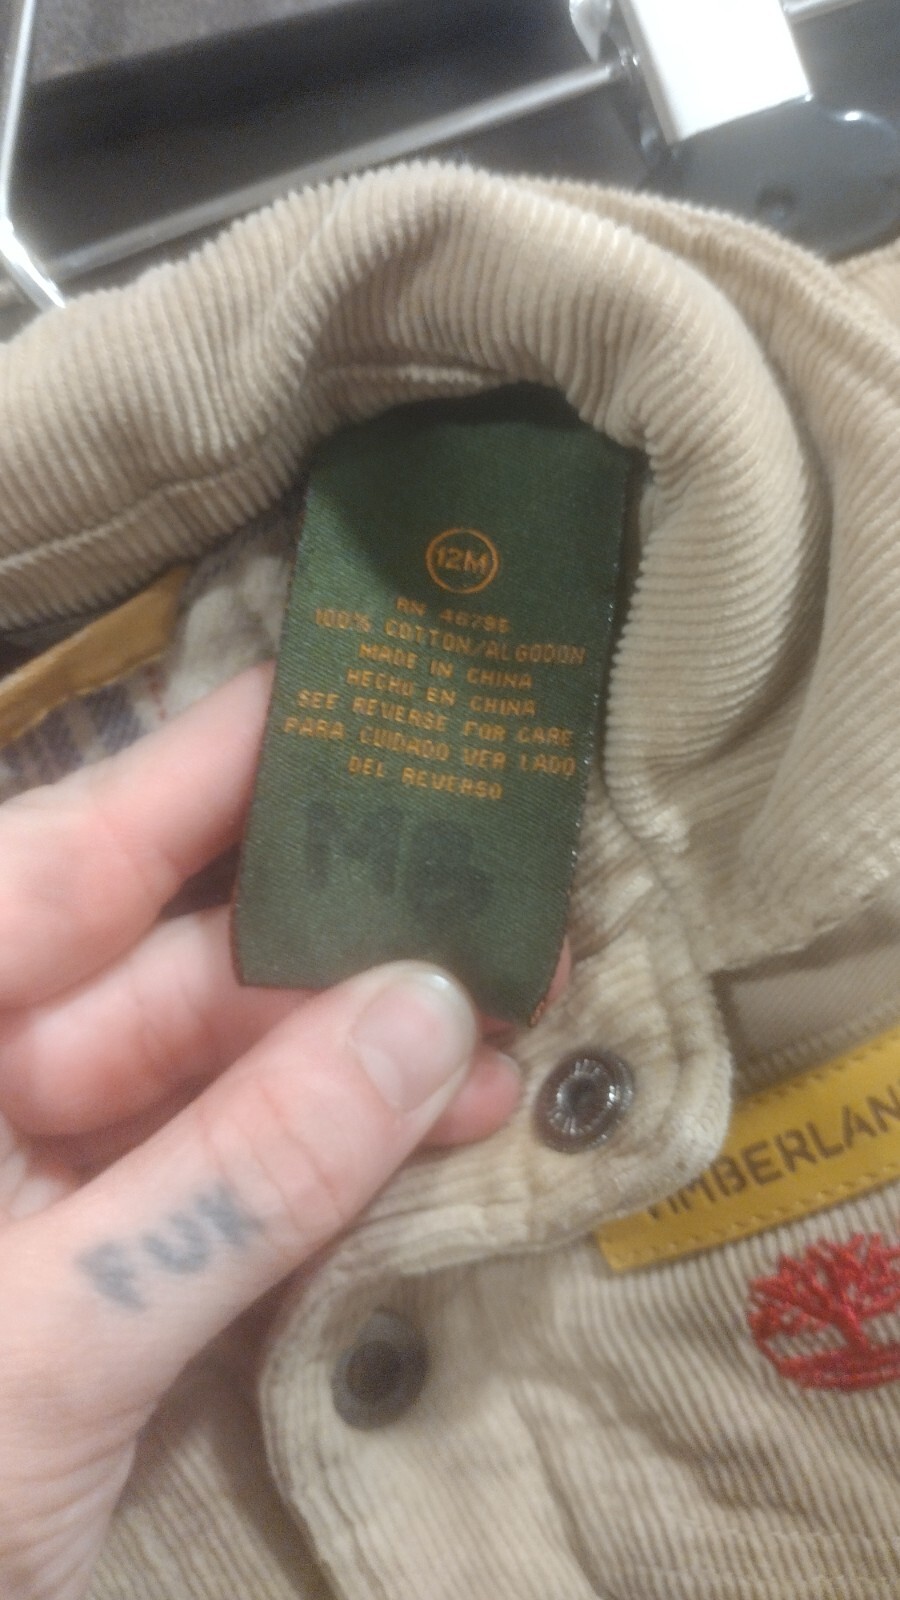 12M
RN 46795
100% COTTON/ALGODON
MADE IN CHINA
HECHO EN CHINA
SEE REVERSE FOR CARE
PARA CUIDADO VER LADO
DEL REVERSO
FUK
TIMBERLAN